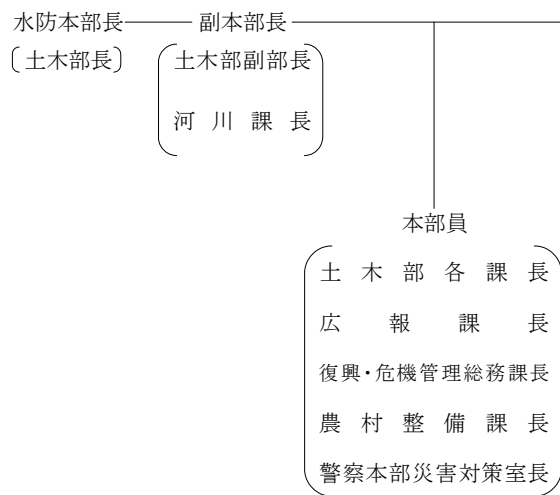 水防本部長 副本部長
〔土木部長〕 土木部副部長
河川課長
本部員
土木部各課長
広報課長
復興・危機管理総務課長
農村整備課長
警察本部災害対策室長